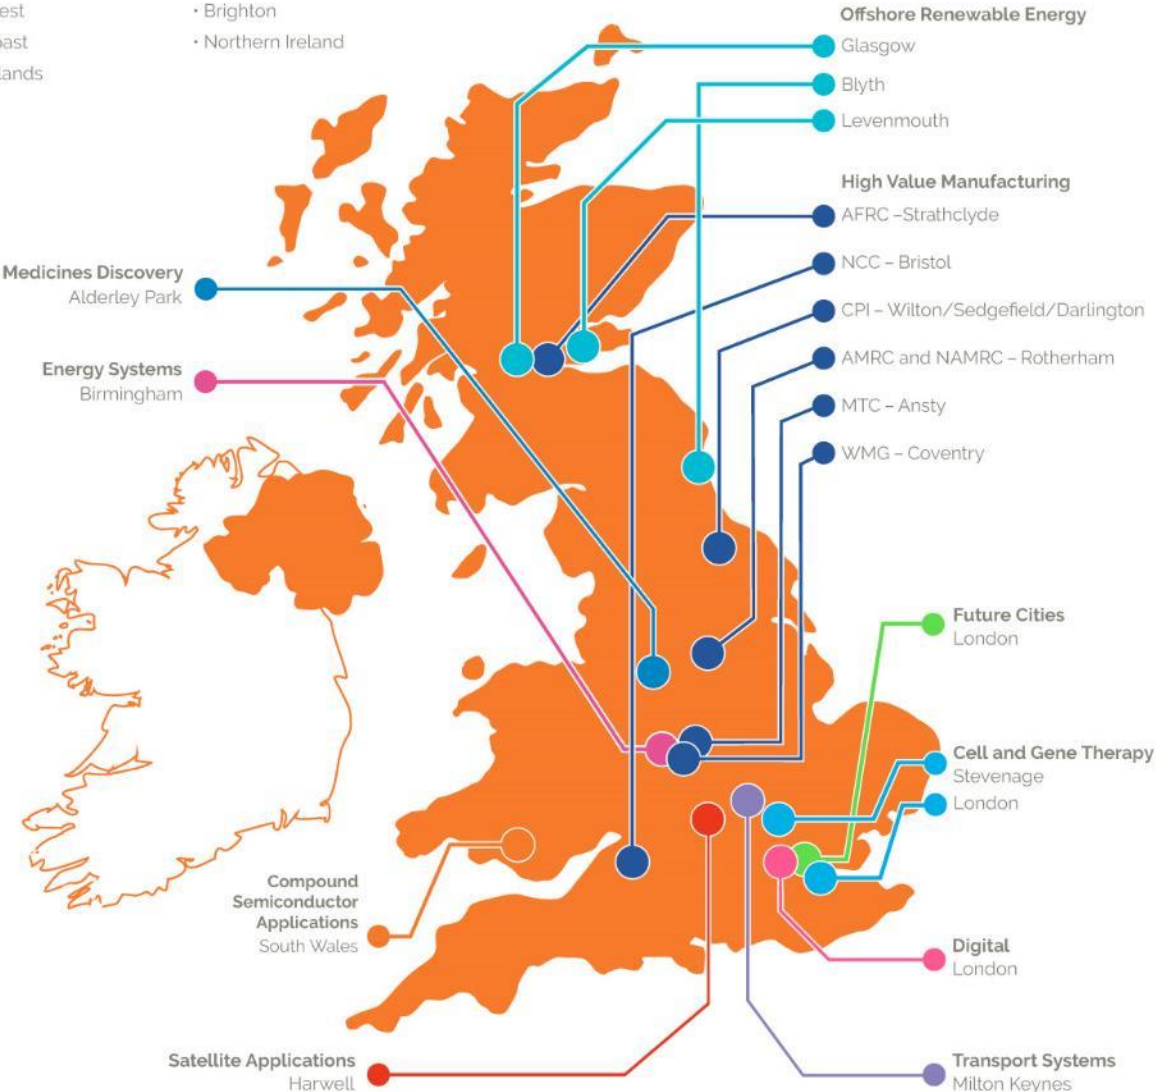 • Brighton
• Northern Ireland
Offshore Renewable Energy
Glasgow
Blyth
Levenmouth
High Value Manufacturing
AFRC –Strathclyde
NCC – Bristol
CPI – Wilton/Sedgefield/Darlington
AMRC and NAMRC – Rotherham
MTC – Ansty
WMG – Coventry
Medicines Discovery
Alderley Park
Energy Systems
Birmingham
Future Cities
London
Cell and Gene Therapy
Stevenage
London
Compound
Semiconductor
Applications
South Wales
Digital
London
Satellite Applications
Harwell
Transport Systems
Milton Keynes